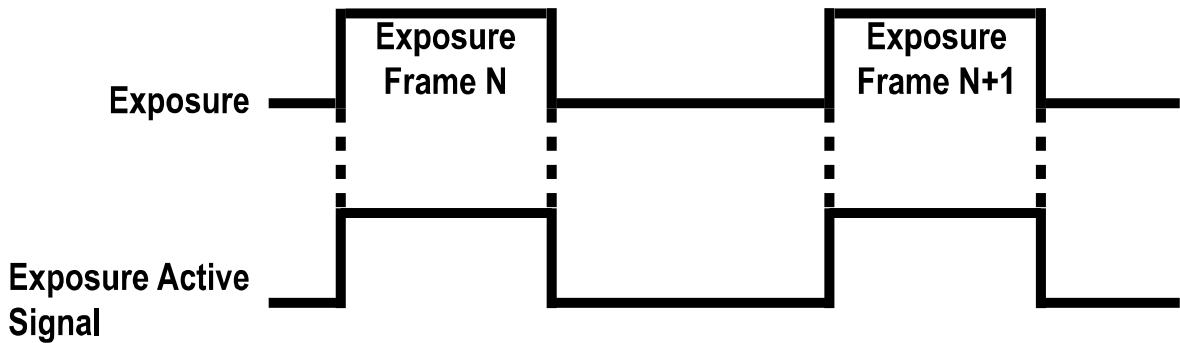 Exposure
Frame N
Exposure
Frame N+1
Exposure
Exposure Active
Signal